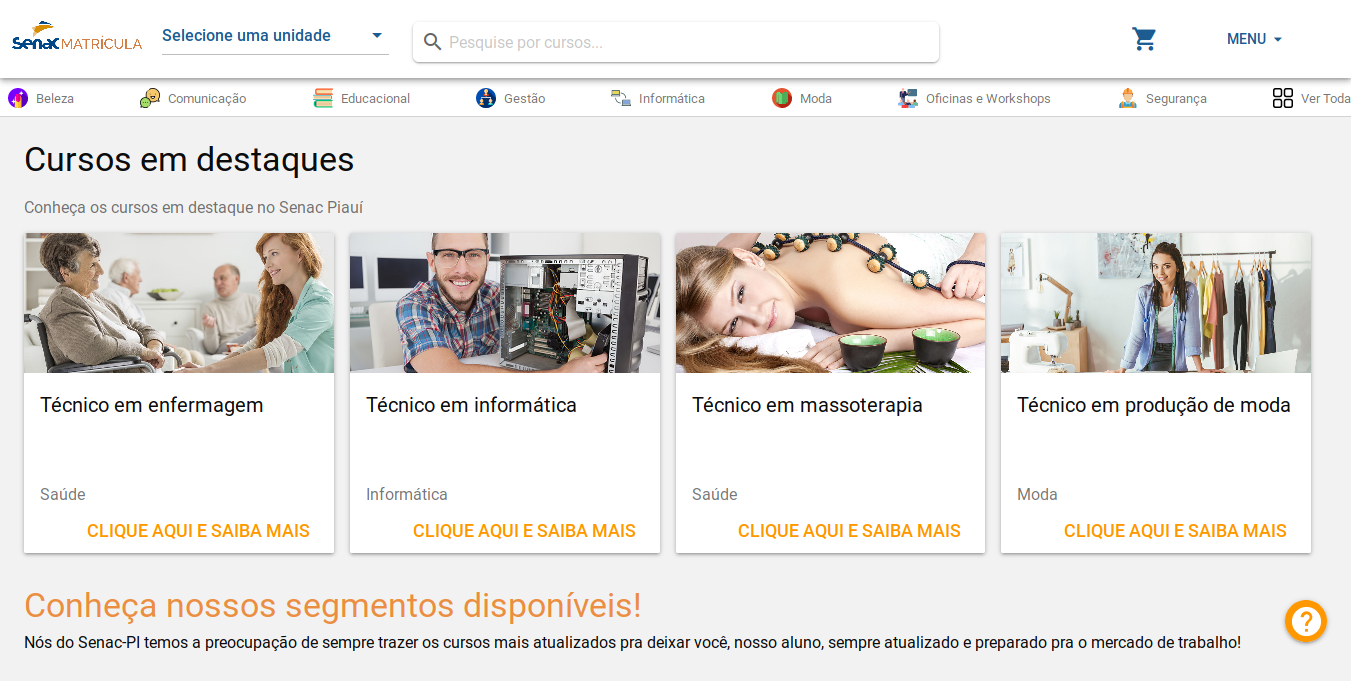 Senac MATRÍCULA
Selecione uma unidade
Pesquise por cursos...
MENU
Beleza
Comunicação
Educacional
Gestão
Informática
Moda
Oficinas e Workshops
Segurança
Ver Toda
Cursos em destaques
Conheça os cursos em destaque no Senac Piauí
Técnico em enfermagem
Saúde
CLIQUE AQUI E SAIBA MAIS
Técnico em informática
Informática
CLIQUE AQUI E SAIBA MAIS
Técnico em massoterapia
Saúde
CLIQUE AQUI E SAIBA MAIS
Técnico em produção de moda
Moda
CLIQUE AQUI E SAIBA MAIS
Conheça nossos segmentos disponíveis!
Nós do Senac-PI temos a preocupação de sempre trazer os cursos mais atualizados pra deixar você, nosso aluno, sempre atualizado e preparado pra o mercado de trabalho!
?